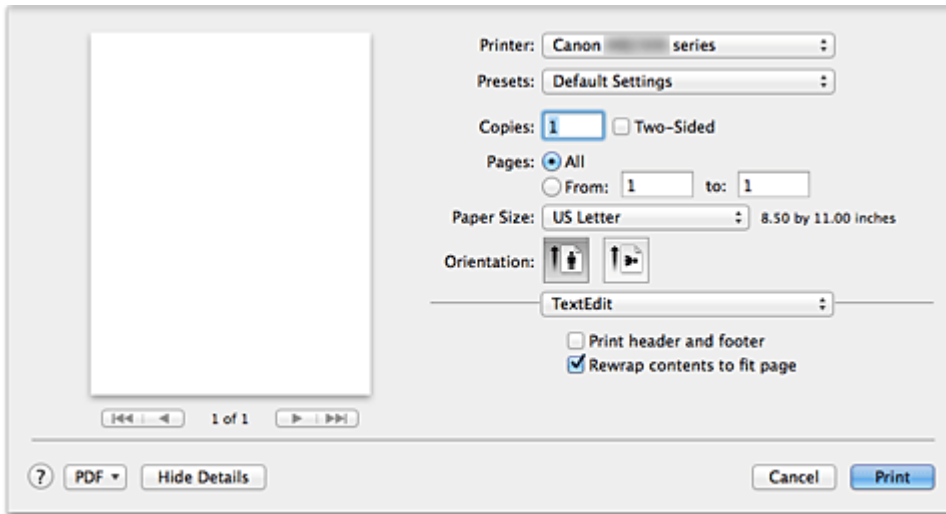 Printer: Canon series
Presets: Default Settings
Copies: 1 Two-Sided
Pages: All
From: 1 to: 1
Paper Size: US Letter 8.50 by 11.00 inches
Orientation:
TextEdit
Print header and footer
Rewrap contents to fit page
1 of 1
? PDF Hide Details Cancel Print